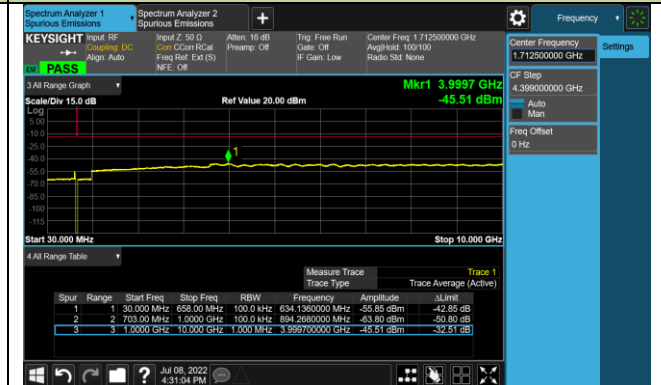 Spectrum Analyzer 1
Spurious Emissions
Spectrum Analyzer 2
Spurious Emissions
+
Frequency
KEYSIGHT
Input: RF
Coupling: DC
Align: Auto
Input Z: 50 Ω
Corr CCorr RCal
Freq Ref: Ext (S)
NFE: Off
Atten: 16 dB
Preamp: Off
Trig: Free Run
Gate: Off
IF Gain: Low
Center Freq: 1.712500000 GHz
Avg|Hold: 100/100
Radio Std: None
PASS
Center Frequency
1.712500000 GHz
Settings
CF Step
4.399000000 GHz
Auto
Man
Freq Offset
0 Hz
3 All Range Graph
Mkr1 3.9997 GHz
Scale/Div 15.0 dB
Ref Value 20.00 dBm
-45.51 dBm
Log
5.00
-10.0
-25.0
-40.0
-55.0
-70.0
-85.0
-100
-115
1
Start 30.000 MHz
Stop 10.000 GHz
4 All Range Table
Measure Trace Trace 1
Trace Type Trace Average (Active)
Spur Range Start Freq Stop Freq RBW Frequency Amplitude ΔLimit
1 1 30.000 MHz 658.00 MHz 100.0 kHz 634.1360000 MHz -55.85 dBm -42.85 dB
2 2 703.00 MHz 1.0000 GHz 100.0 kHz 894.2680000 MHz -63.80 dBm -50.80 dB
3 3 1.0000 GHz 10.000 GHz 1.000 MHz 3.999700000 GHz -45.51 dBm -32.51 dB
?
Jul 08, 2022
4:31:04 PM